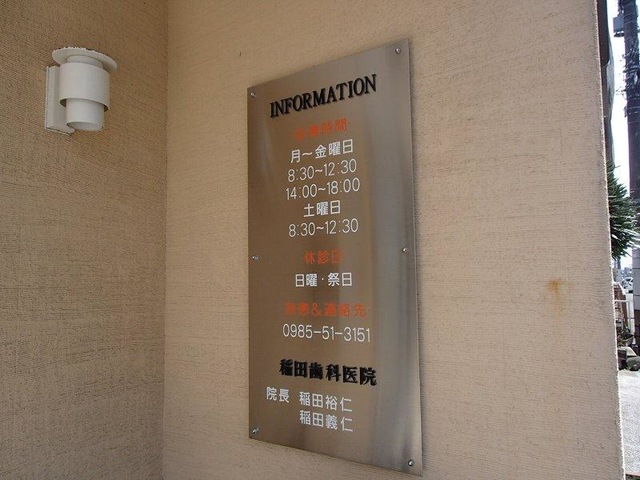 INFORMATION
診療時間
月～金曜日
8:30~12:30
14:00~18:00
土曜日
8:30~12:30
休診日
日曜・祭日
急患&連絡先
0985-51-3151
稲田歯科医院
院長 稲田裕仁
稲田義仁